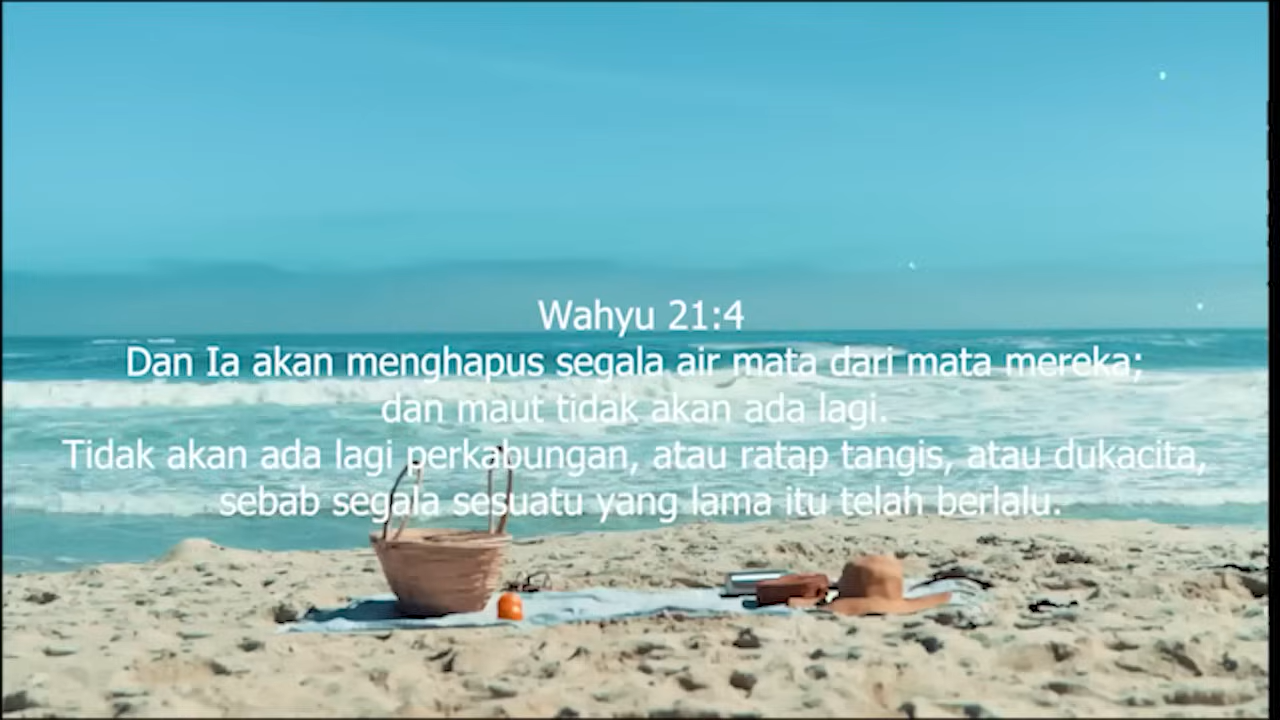 Wahyu 21:4
Dan Ia akan menghapus segala air mata dari mata mereka;
dan maut tidak akan ada lagi.
Tidak akan ada lagi perkabungan, atau ratap tangis, atau dukacita,
sebab segala sesuatu yang lama itu telah berlalu.